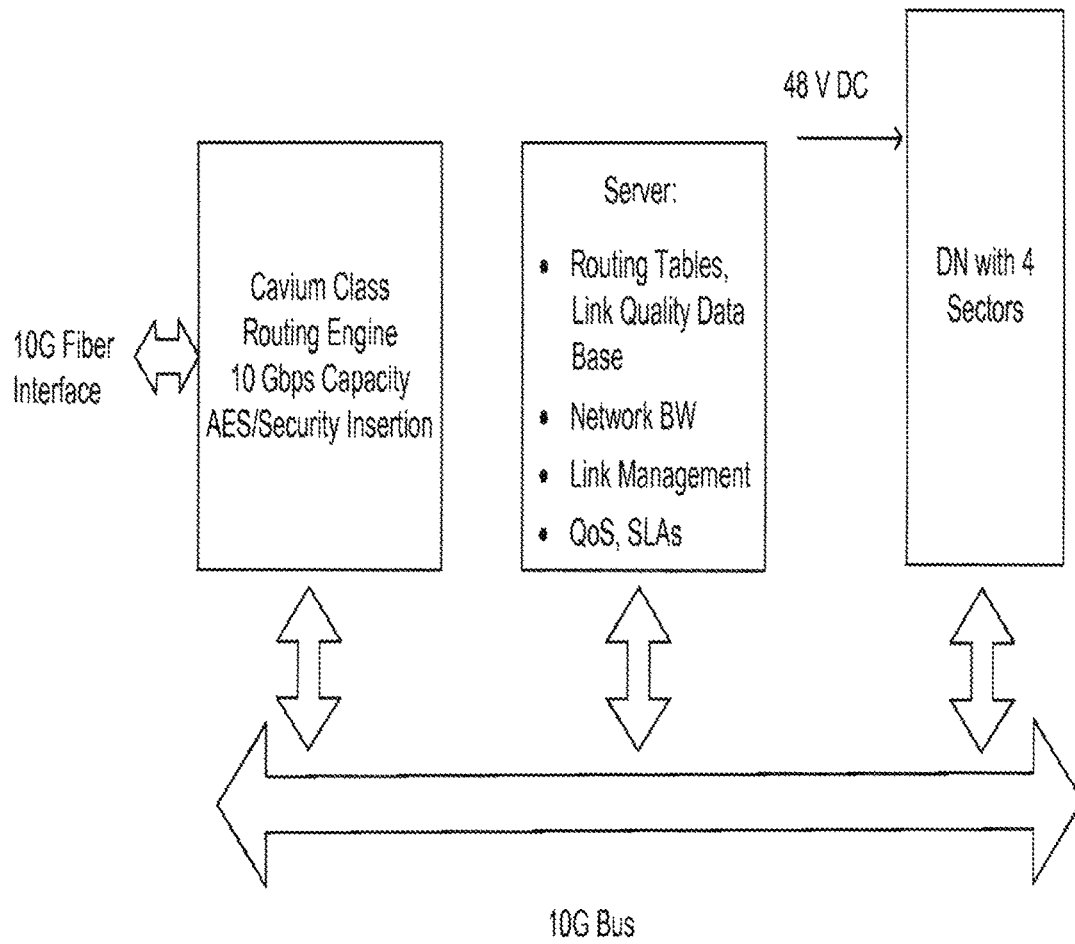 48 V DC
10G Fiber
Interface
Cavium Class
Routing Engine
10 Gbps Capacity
AES/Security Insertion
Server:
• Routing Tables,
Link Quality Data
Base
• Network BW
• Link Management
• QoS, SLAs
DN with 4
Sectors
10G Bus